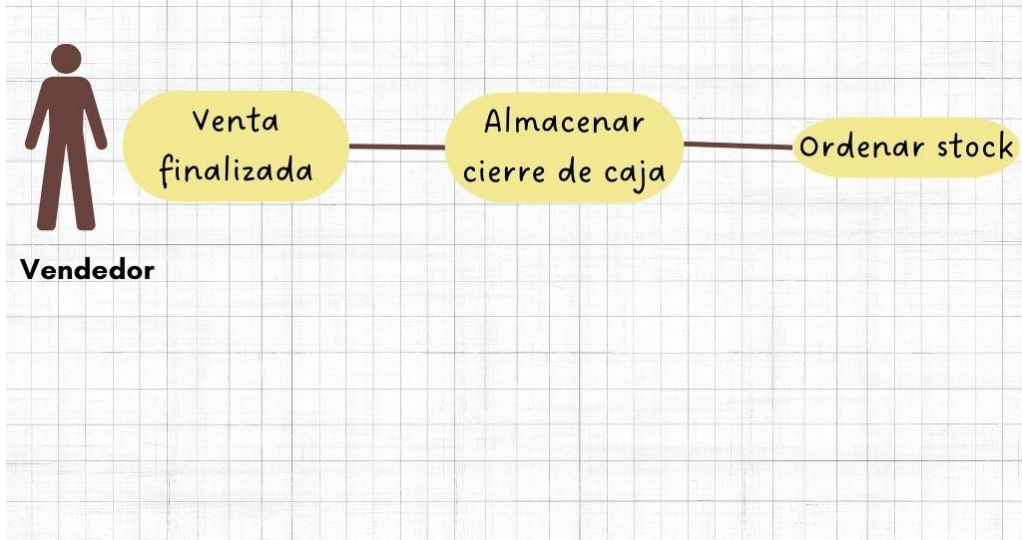 Venta
finalizada
Almacenar
cierre de caja
Ordenar stock
Vendedor